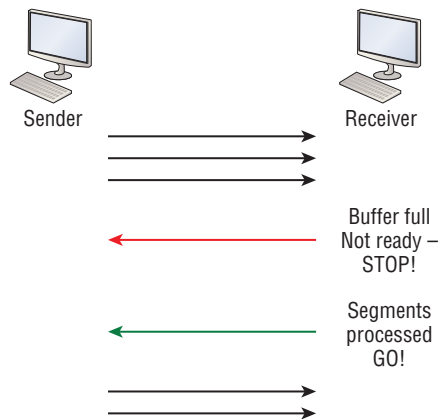 Sender
Receiver
Buffer full
Not ready –
STOP!
Segments
processed
GO!